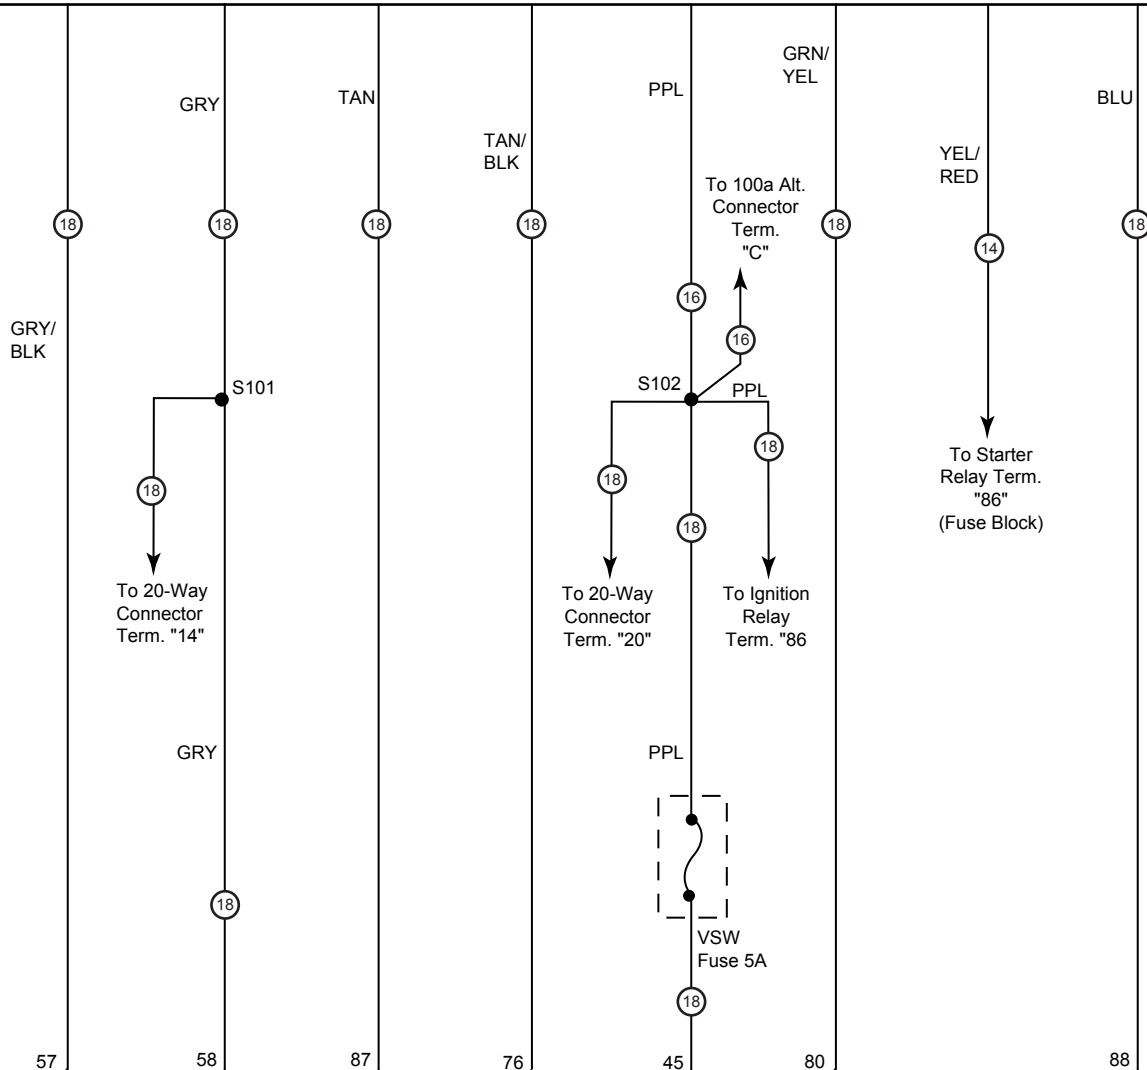 GRY
TAN
TAN/
BLK
PPL
GRN/
YEL
YEL/
RED
BLU
To 100a Alt.
Connector
Term.
"C"
18
18
18
18
18
14
18
16
16
GRY/
BLK
S101
S102
PPL
18
18
18
18
To 20-Way
Connector
Term. "14"
To 20-Way
Connector
Term. "20"
To Ignition
Relay
Term. "86
To Starter
Relay Term.
"86"
(Fuse Block)
GRY
PPL
18
VSW
Fuse 5A
18
57
58
87
76
45
80
88